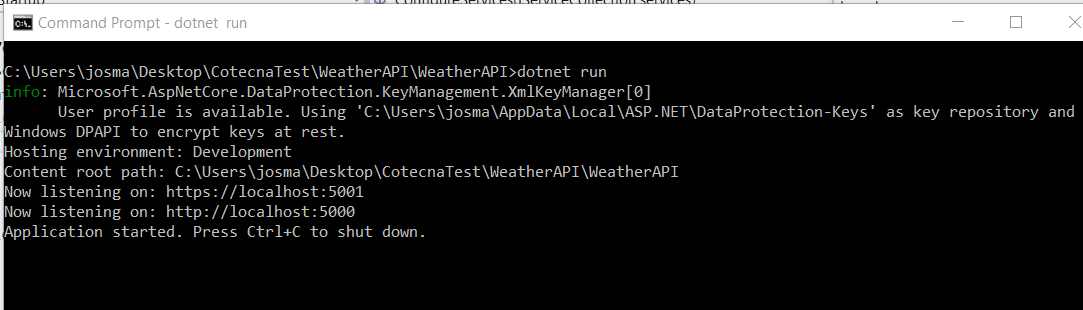 ConfigureServices(IServiceCollection services)
Command Prompt - dotnet  run
C:\Users\josma\Desktop\CotecnaTest\WeatherAPI\WeatherAPI>dotnet run
info: Microsoft.AspNetCore.DataProtection.KeyManagement.XmlKeyManager[0]
      User profile is available. Using 'C:\Users\josma\AppData\Local\ASP.NET\DataProtection-Keys' as key repository and
Windows DPAPI to encrypt keys at rest.
Hosting environment: Development
Content root path: C:\Users\josma\Desktop\CotecnaTest\WeatherAPI\WeatherAPI
Now listening on: https://localhost:5001
Now listening on: http://localhost:5000
Application started. Press Ctrl+C to shut down.